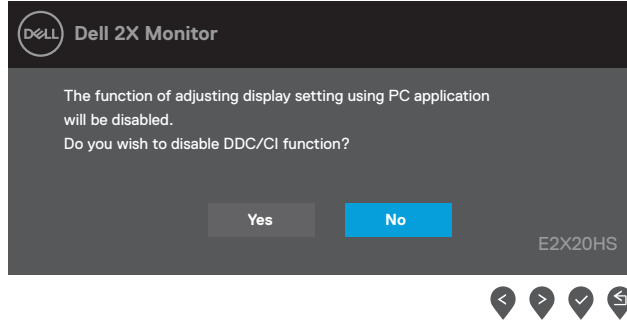 DELL
Dell 2X Monitor
The function of adjusting display setting using PC application
will be disabled.
Do you wish to disable DDC/CI function?
Yes
No
E2X20HS